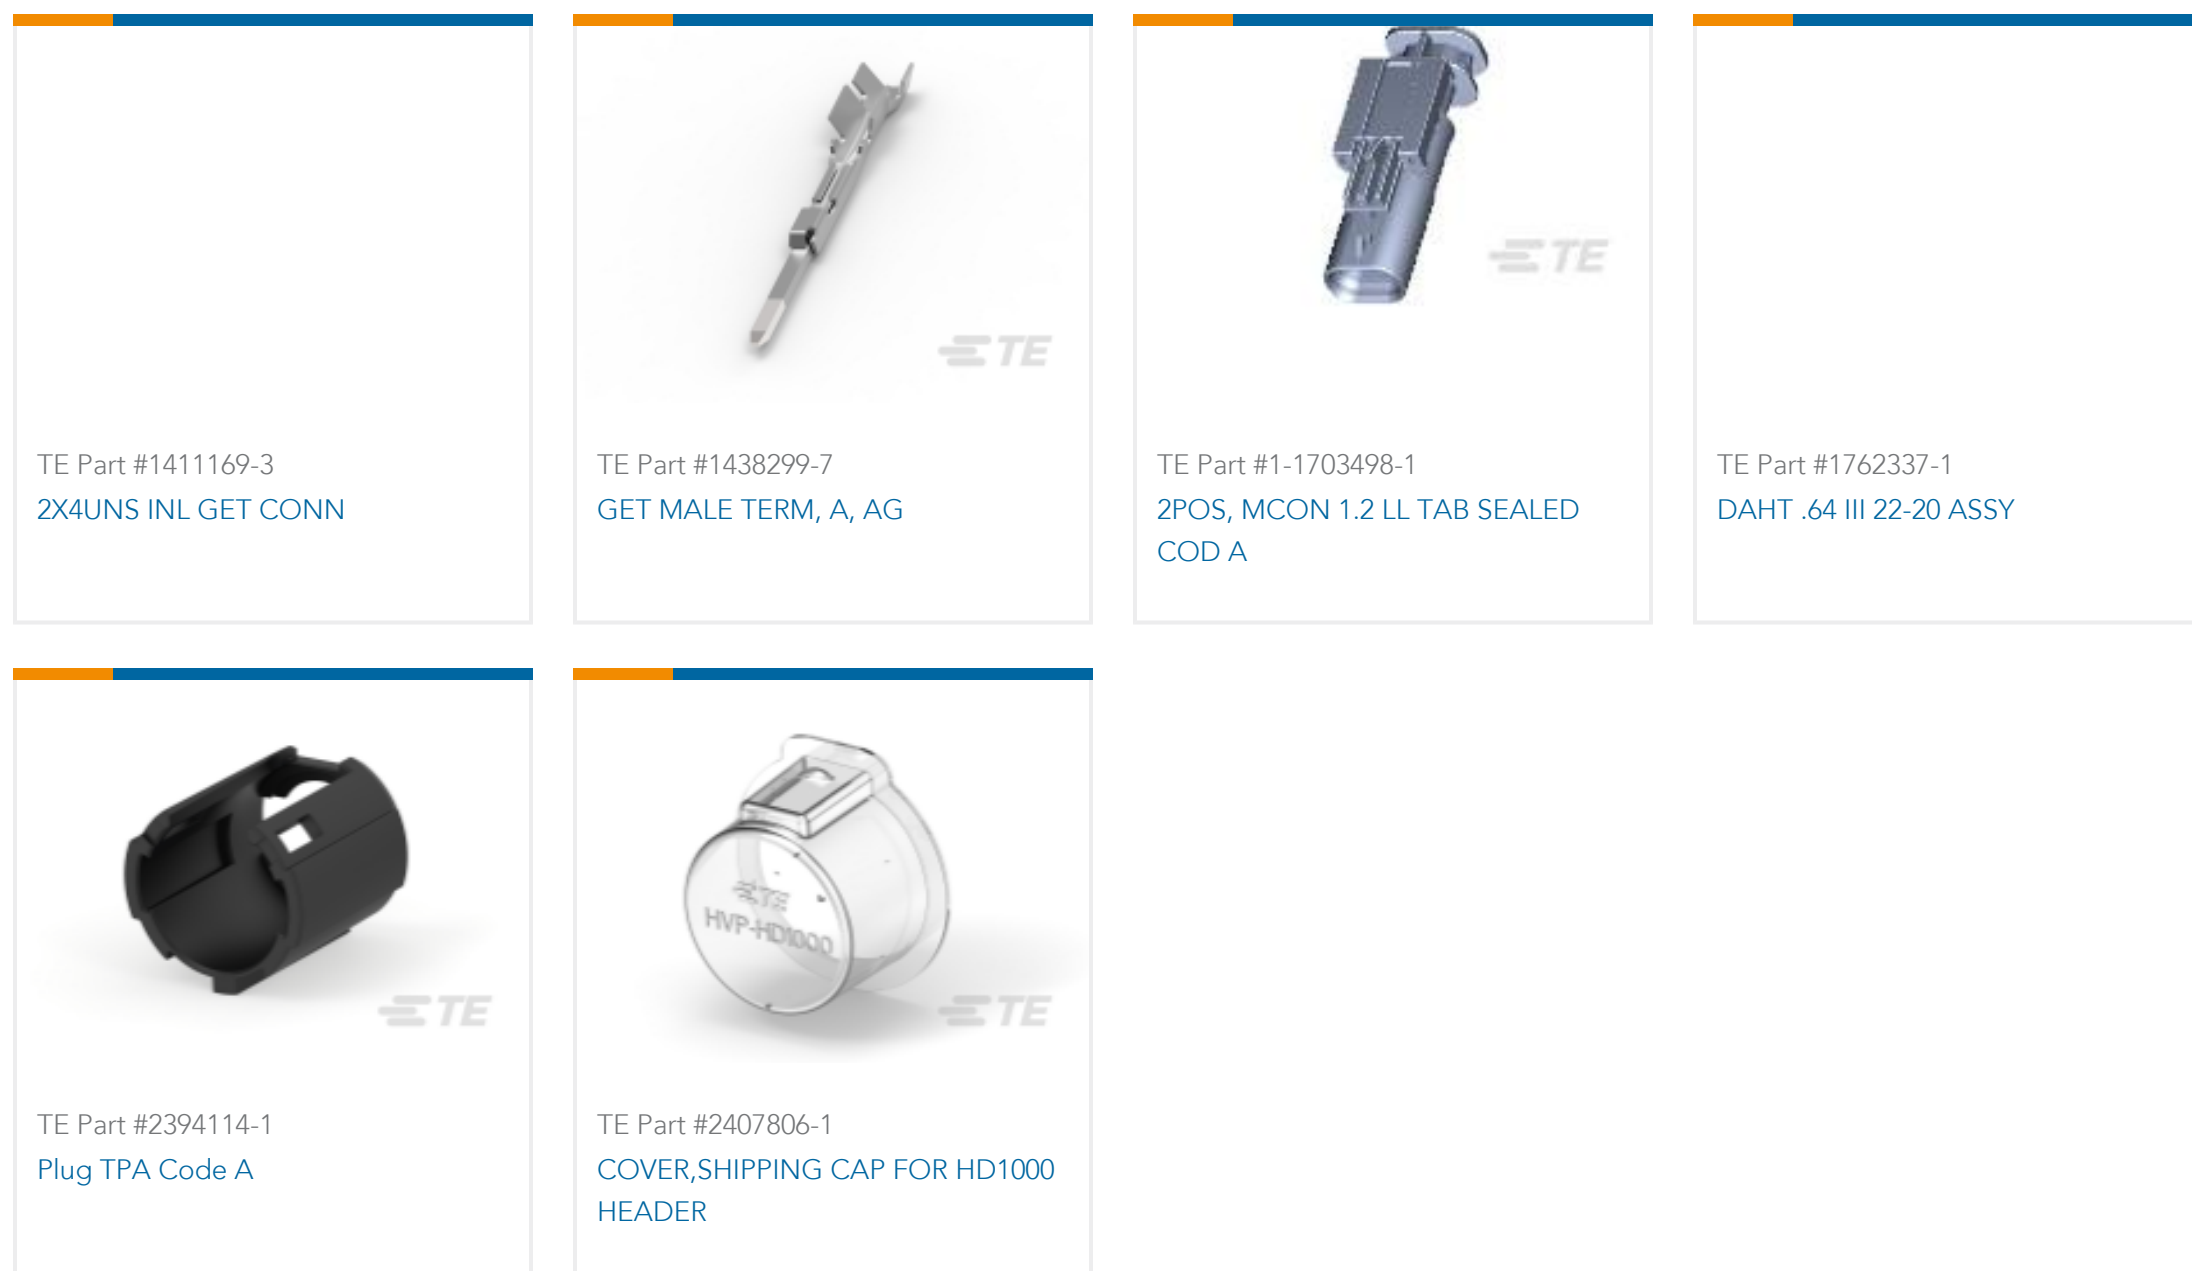 TE
TE
TE Part #1411169-3
2X4UNS INL GET CONN
TE Part #1438299-7
GET MALE TERM, A, AG
TE Part #1-1703498-1
2POS, MCON 1.2 LL TAB SEALED
COD A
TE Part #1762337-1
DAHT .64 III 22-20 ASSY
TE
TE
HVP-HD1000
TE
TE Part #2394114-1
Plug TPA Code A
TE Part #2407806-1
COVER,SHIPPING CAP FOR HD1000
HEADER